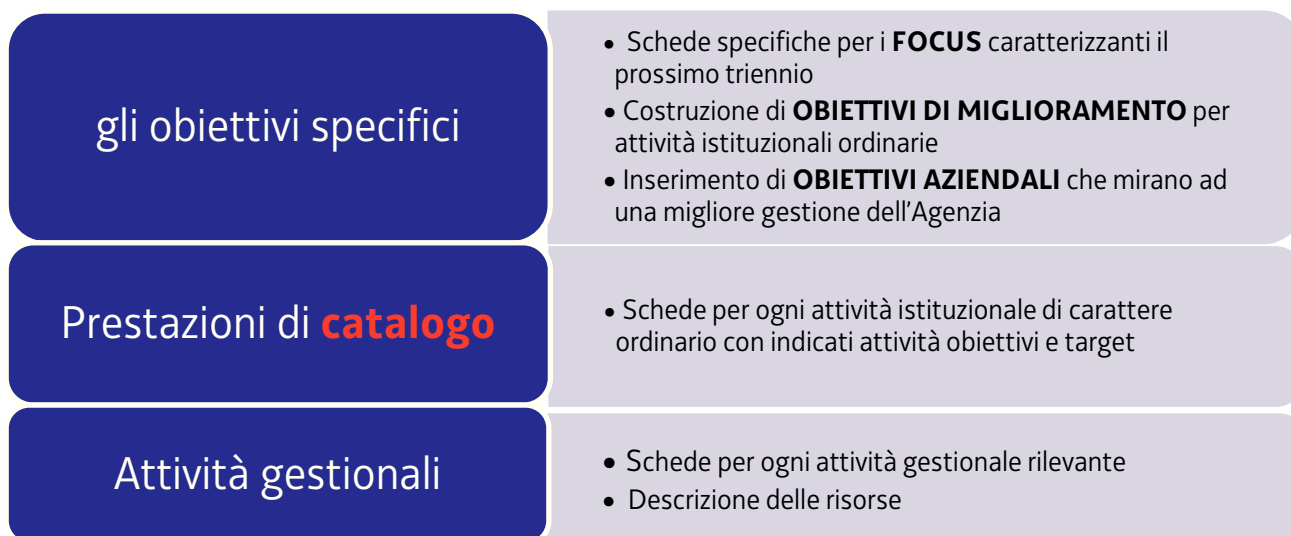 gli obiettivi specifici
• Schede specifiche per i FOCUS caratterizzanti il
prossimo triennio
• Costruzione di OBIETTIVI DI MIGLIORAMENTO per
attività istituzionali ordinarie
• Inserimento di OBIETTIVI AZIENDALI che mirano ad
una migliore gestione dell’Agenzia
Prestazioni di catalogo
• Schede per ogni attività istituzionale di carattere
ordinario con indicati attività obiettivi e target
Attività gestionali
• Schede per ogni attività gestionale rilevante
• Descrizione delle risorse